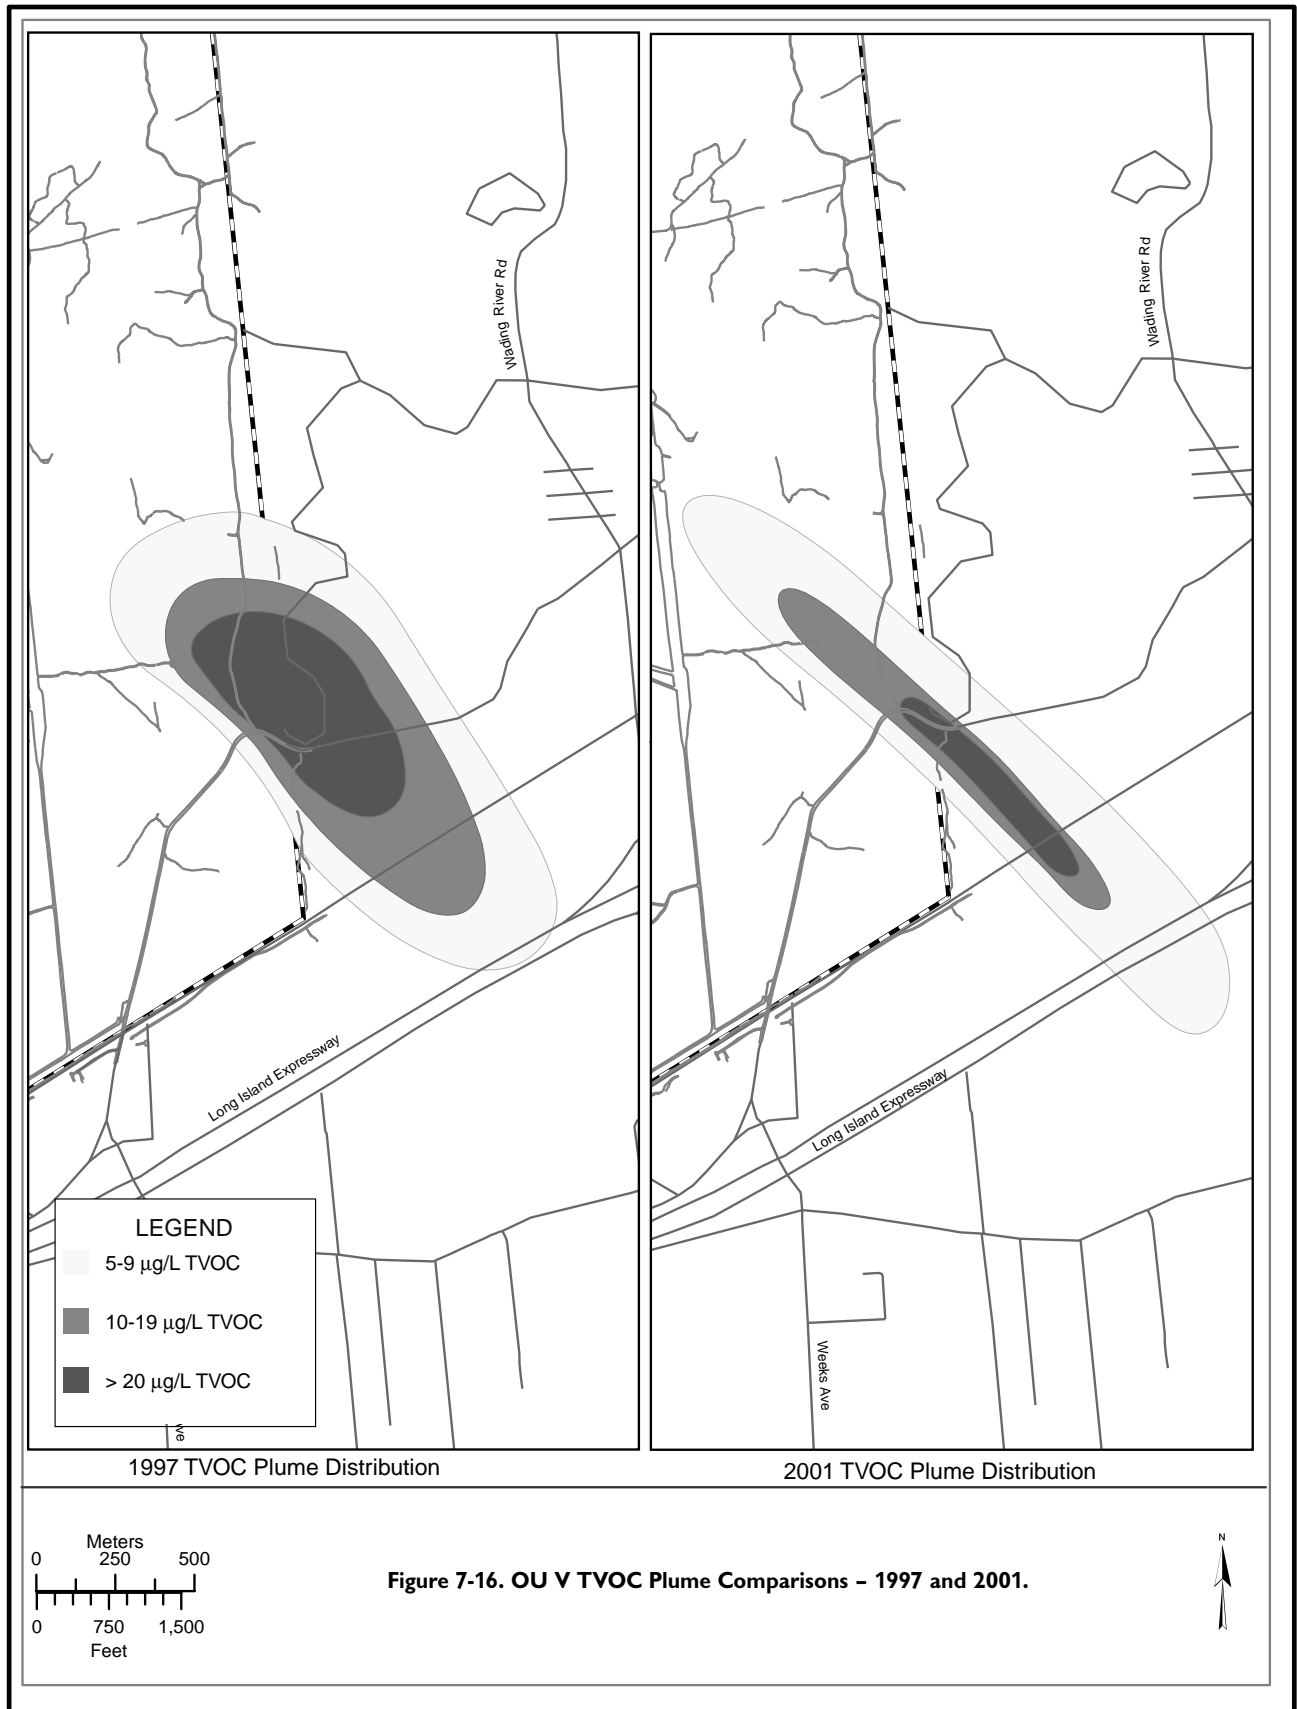 Wading River Rd
Wading River Rd
Long Island Expressway
Long Island Expressway
LEGEND
5-9 µg/L TVOC
10-19 µg/L TVOC
> 20 µg/L TVOC
Weeks Ave
ve
1997 TVOC Plume Distribution
2001 TVOC Plume Distribution
Meters
0 250 500
0 750 1,500
Feet
Figure 7-16. OU V TVOC Plume Comparisons – 1997 and 2001.
N